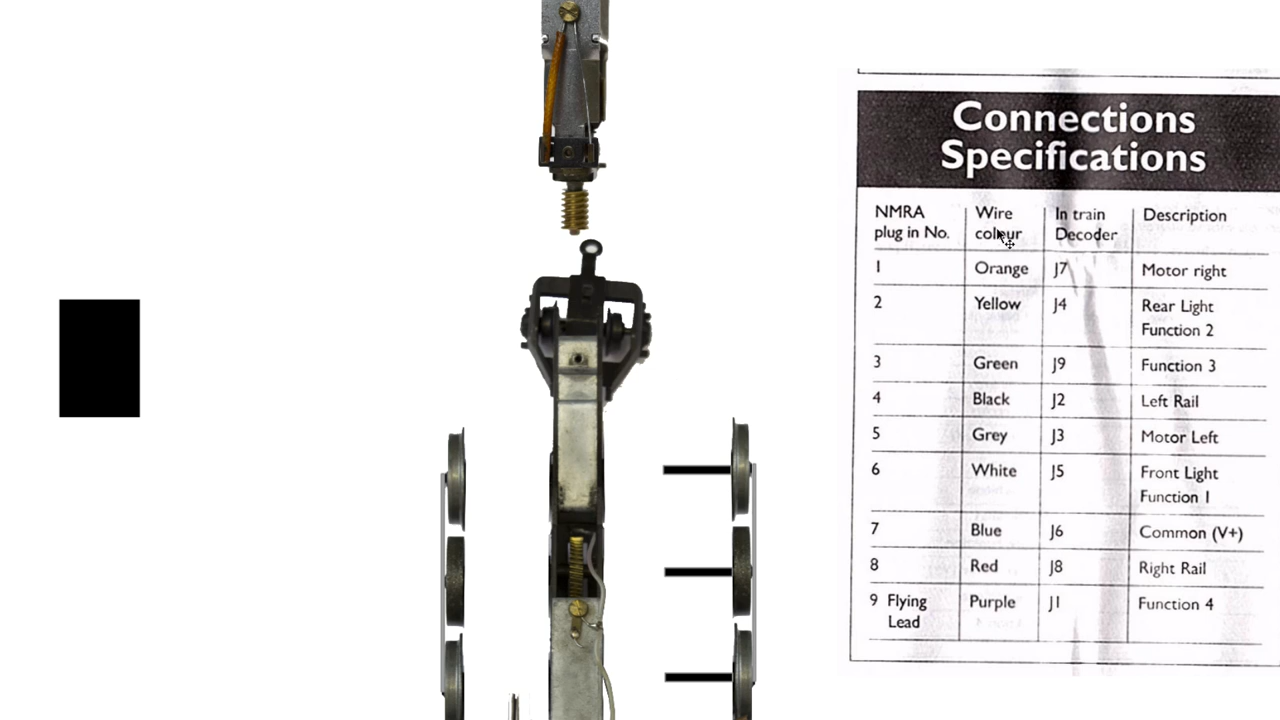 Connections
Specifications
NMRA plug in No. Wire colour In train Decoder Description
1 Orange J7 Motor right
2 Yellow J4 Rear Light
Function 2
3 Green J9 Function 3
4 Black J2 Left Rail
5 Grey J3 Motor Left
6 White J5 Front Light
Function 1
7 Blue J6 Common (V+)
8 Red J8 Right Rail
9 Flying Lead Purple J1 Function 4